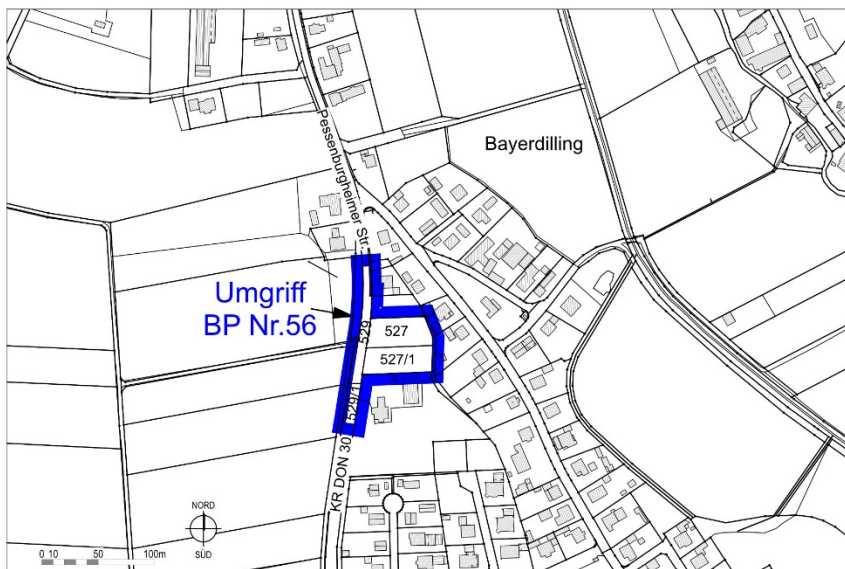 Pessenburgheimer Str.
Bayerdilling
Umgriff
BP Nr.56
529
527
527/1
529/1
KR DON 30
NORD
SÜD
0 10 50 100m